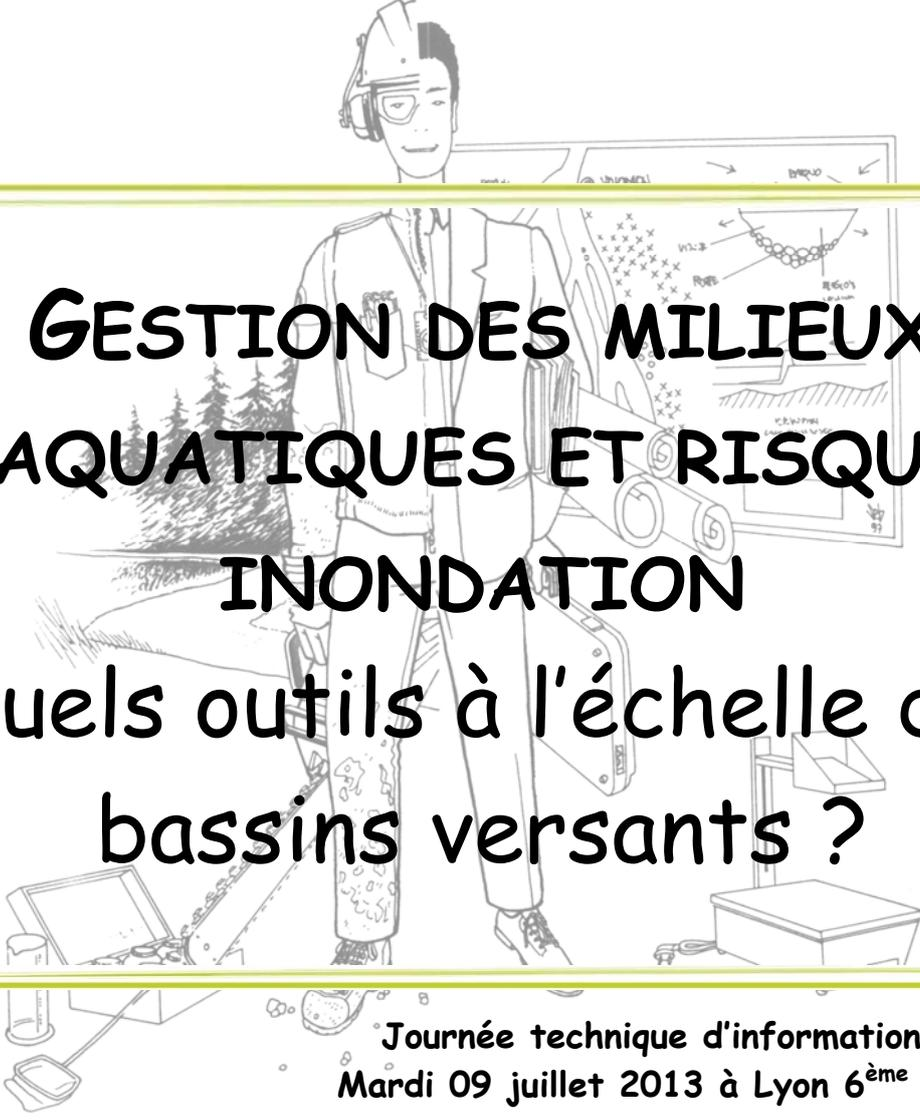 GESTION DES MILIEUX
AQUATIQUES ET RISQU
INONDATION
uels outils à l'échelle d
bassins versants ?
Journée technique d'information
Mardi 09 juillet 2013 à Lyon 6ème